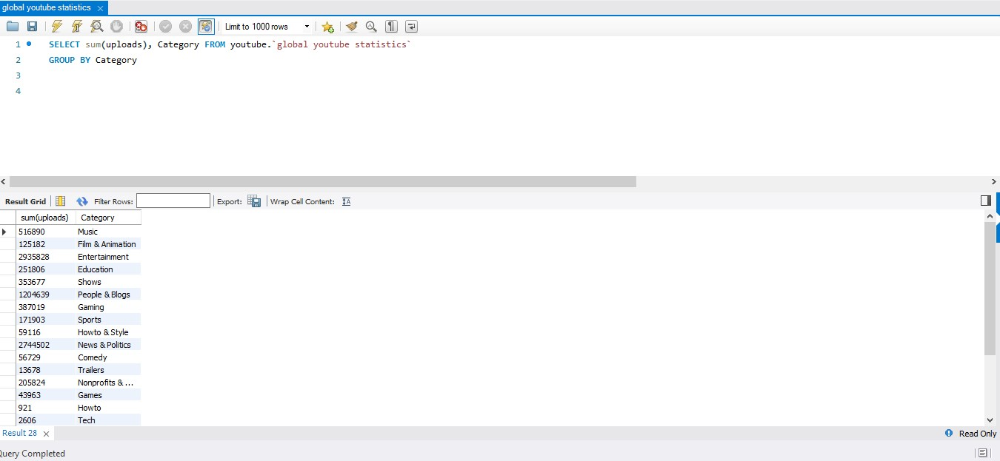 global youtube statistics
Limit to 1000 rows
1 SELECT sum(uploads), Category FROM youtube.`global youtube statistics`
2 GROUP BY Category
3
4
Result Grid Filter Rows: Export: Wrap Cell Content:
sum(uploads) Category
516890 Music
125182 Film & Animation
2935828 Entertainment
251806 Education
353677 Shows
1204639 People & Blogs
387019 Gaming
171903 Sports
59116 Howto & Style
2744502 News & Politics
56729 Comedy
13678 Trailers
205824 Nonprofits & ...
43963 Games
921 Howto
2606 Tech
Result 28 Read Only
Query Completed